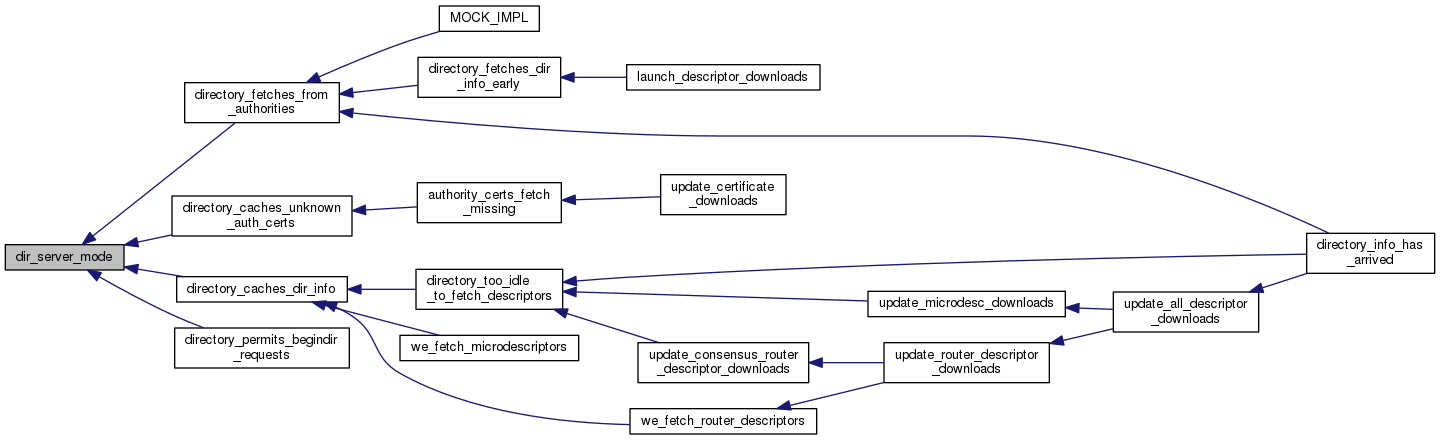 MOCK_IMPL
directory_fetches_dir
_info_early
launch_descriptor_downloads
directory_fetches_from
_authorities
authority_certs_fetch
_missing
update_certificate
_downloads
directory_caches_unknown
_auth_certs
dir_server_mode
directory_info_has
_arrived
directory_caches_dir_info
directory_too_idle
_to_fetch_descriptors
update_microdesc_downloads
update_all_descriptor
_downloads
directory_permits_begindir
_requests
we_fetch_microdescriptors
update_consensus_router
_descriptor_downloads
update_router_descriptor
_downloads
we_fetch_router_descriptors